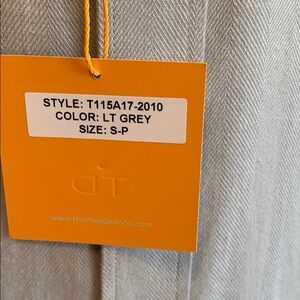 STYLE: T115A17-2010
COLOR: LT GREY
SIZE: S-P
www.thomasdeanco.com